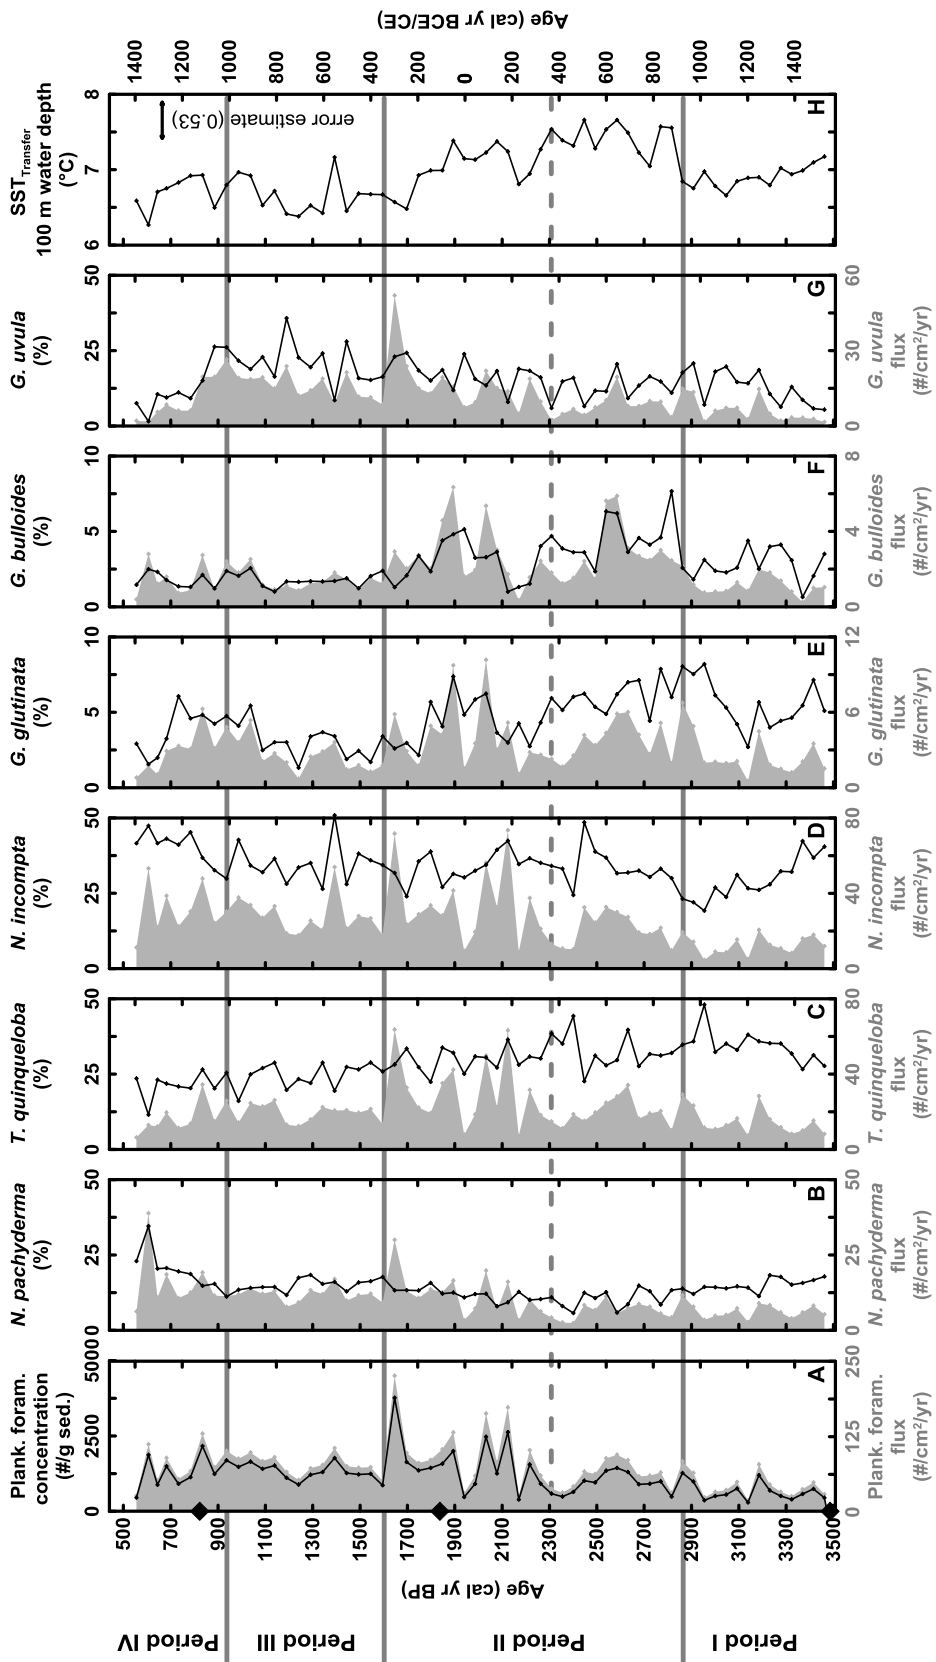 Plank. foram.
concentration
(#/g sed.)
N. pachyderma
(%)
T. quinqueloba
(%)
N. incompta
(%)
E. glutinata
(%)
G. bulloides
(%)
G. uvula
(%)
SSTTransfer
100 m water depth
(°C)
0 2500 5000
0 25 50
0 25 50
0 25 50
0 5 10
0 5 10
0 25 50
6 7 8
error estimate (0.53)
Age (cal yr BP)
500
700
900
1100
1300
1500
1700
1900
2100
2300
2500
2700
2900
3100
3300
3500
Period IV
Period III
Period II
Period I
Age (cal yr BCE/CE)
1400
1200
1000
800
600
400
200
0
200
400
600
800
1000
1200
1400
A
B
C
D
E
F
G
H
0 125 250
0 25 50
0 40 80
0 40 80
0 6 12
0 4 8
0 30 60
Plank. foram.
flux
(#/cm²/yr)
N. pachyderma
flux
(#/cm²/yr)
T. quinqueloba
flux
(#/cm²/yr)
N. incompta
flux
(#/cm²/yr)
G. glutinata
flux
(#/cm²/yr)
G. bulloides
flux
(#/cm²/yr)
G. uvula
flux
(#/cm²/yr)